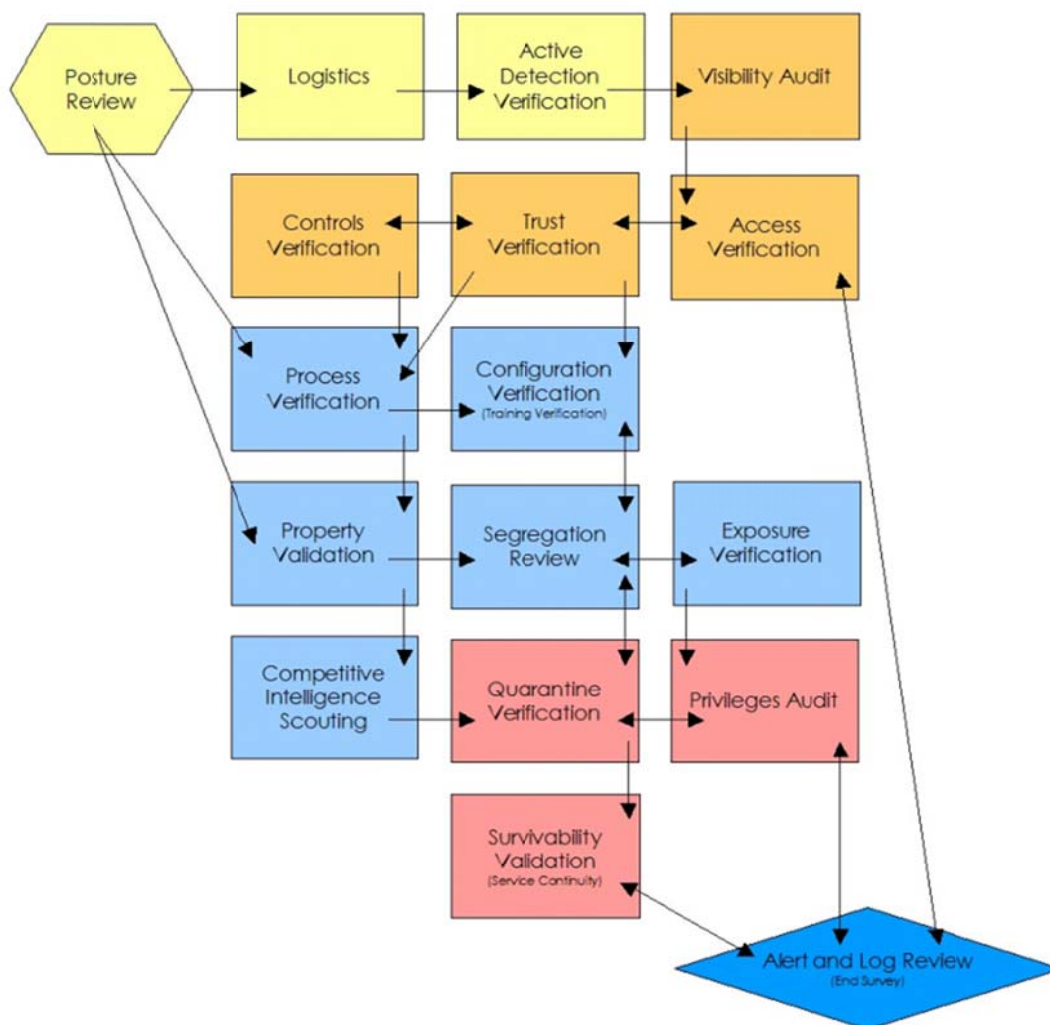 Posture
Review
Logistics
Active
Detection
Verification
Visibility Audit
Controls
Verification
Trust
Verification
Access
Verification
Process
Verification
Configuration
Verification
(Training Verification)
Property
Validation
Segregation
Review
Exposure
Verification
Competitive
Intelligence
Scouting
Quarantine
Verification
Privileges Audit
Survivability
Validation
(Service Continuity)
Alert and Log Review
(End Survey)